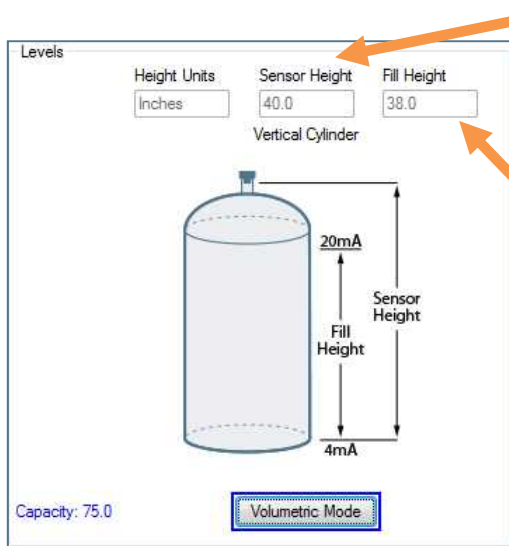 Levels
Height Units Sensor Height Fill Height
Inches 40.0 38.0
Vertical Cylinder
20mA
Sensor
Height
Fill
Height
4mA
Capacity: 75.0 Volumetric Mode